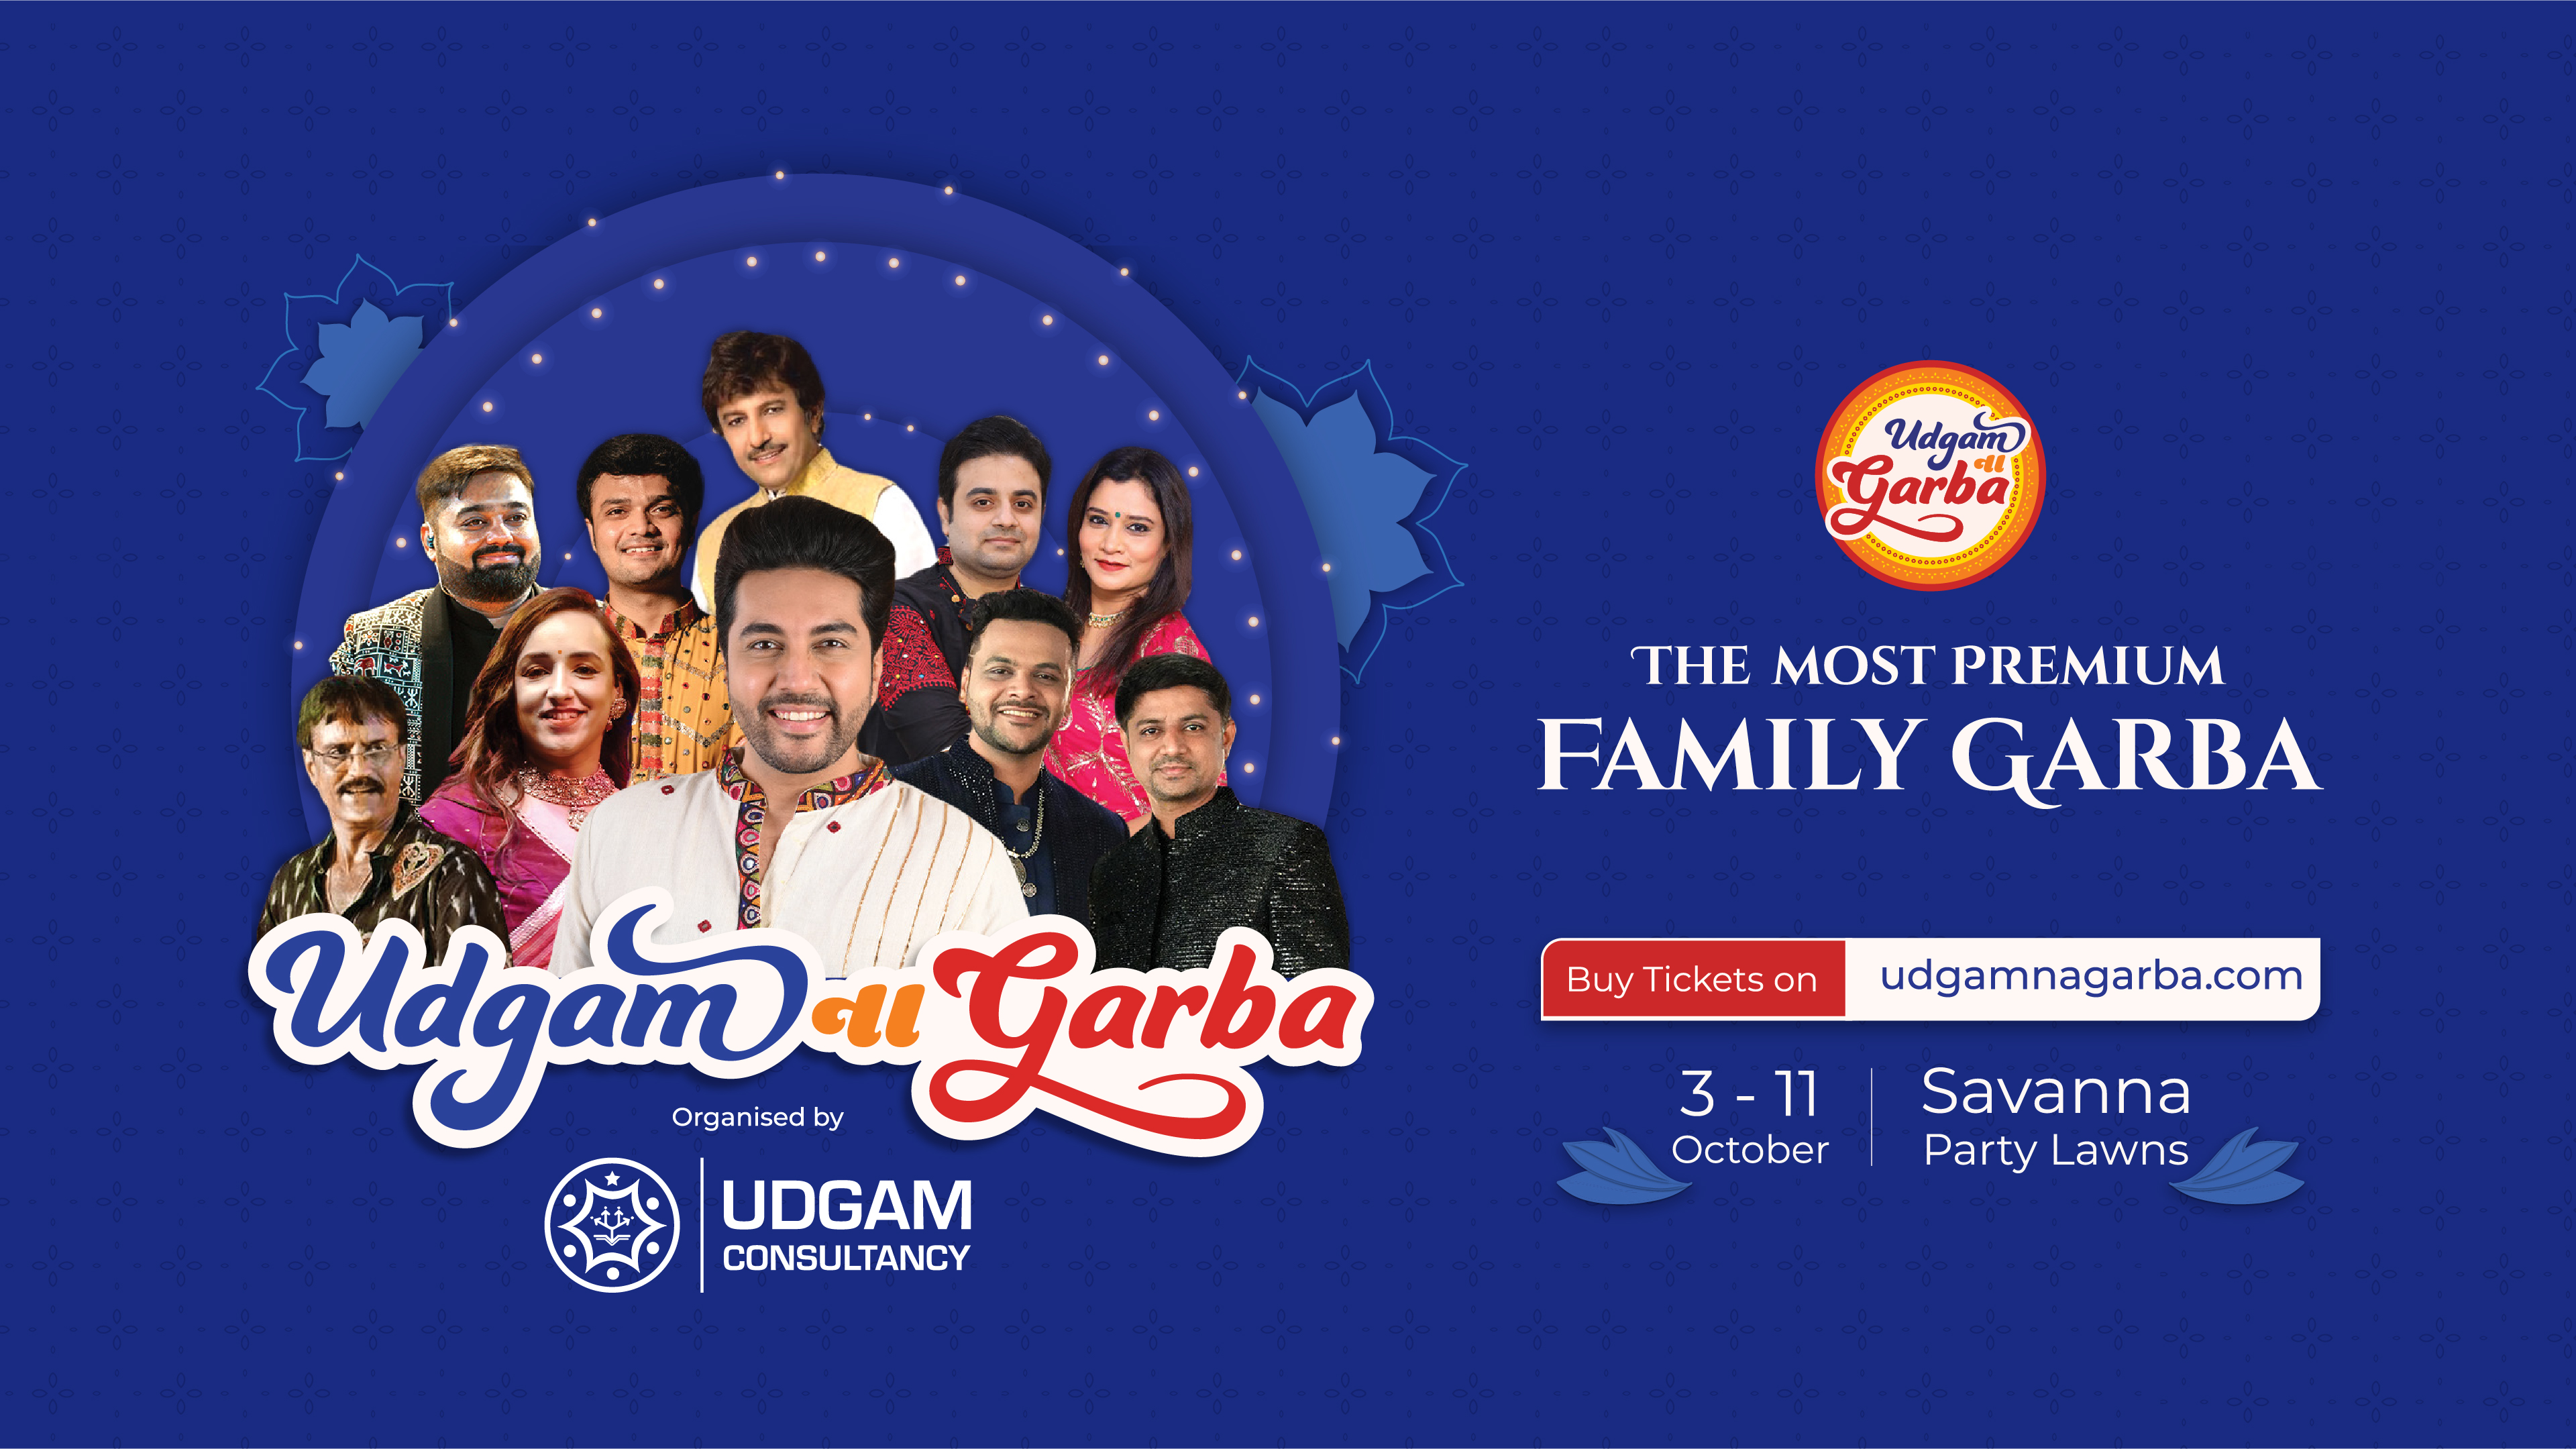 Udgam ના Garba
Organised by
UDGAM
CONSULTANCY
Udgam
ના
Garba
THE MOST PREMIUM
FAMILY GARBA
Buy Tickets on udgamnagarba.com
3 - 11
October
Savanna
Party Lawns